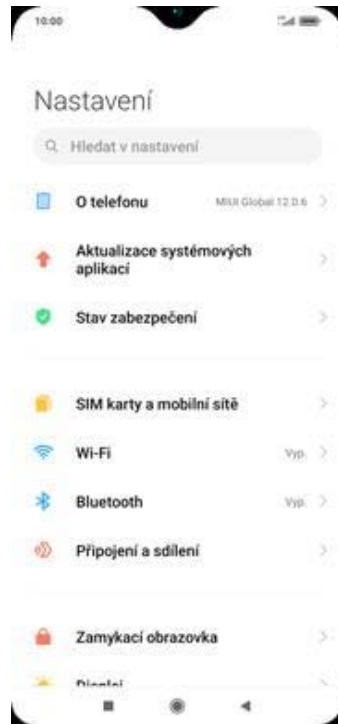 10:00
Nastavení
Hledat v nastavení
O telefonu MIUI Global 12.0.6
Aktualizace systémových
aplikací
Stav zabezpečení
SIM karty a mobilní sítě
Wi-Fi Vyp.
Bluetooth Vyp.
Připojení a sdílení
Zamykací obrazovka
Displej